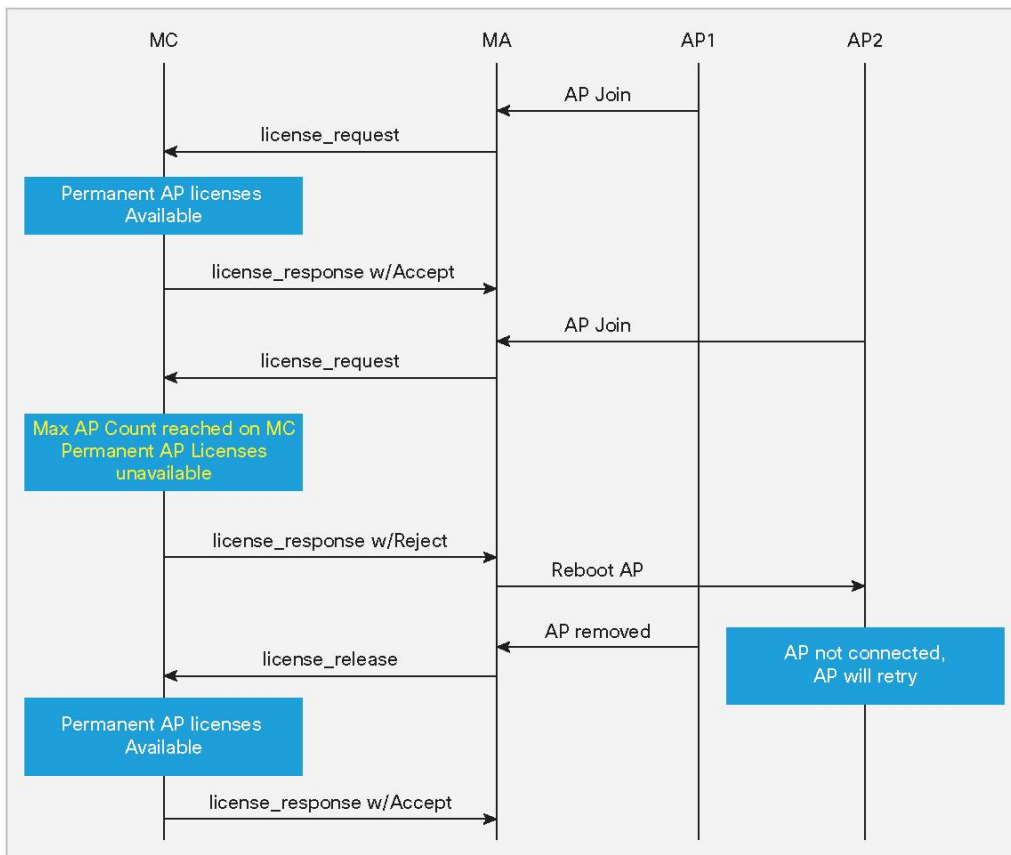 MC
MA
AP1
AP2
AP Join
license_request
Permanent AP licenses
Available
license_response w/Accept
AP Join
license_request
Max AP Count reached on MC
Permanent AP Licenses
unavailable
license_response w/Reject
Reboot AP
AP removed
license_release
AP not connected,
AP will retry
Permanent AP licenses
Available
license_response w/Accept